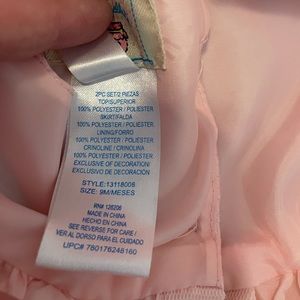 2PC SET/2 PIEZAS
TOP/SUPERIOR
100% POLYESTER / POLIESTER
SKIRT/FALDA
100% POLYESTER / POLIESTER
LINING/FORRO
100% POLYESTER / POLIESTER
CRINOLINE / CRINOLINA
100% POLYESTER / POLIESTER
EXCLUSIVE OF DECORATION /
EXCLUSIVO DE DECORACIÓN
STYLE:13118006
SIZE: 9M/MESES
RN# 128206
MADE IN CHINA
HECHO EN CHINA
SEE REVERSE FOR CARE /
VER AL DORSO PARA EL CUIDADO
UPC# 780176248160